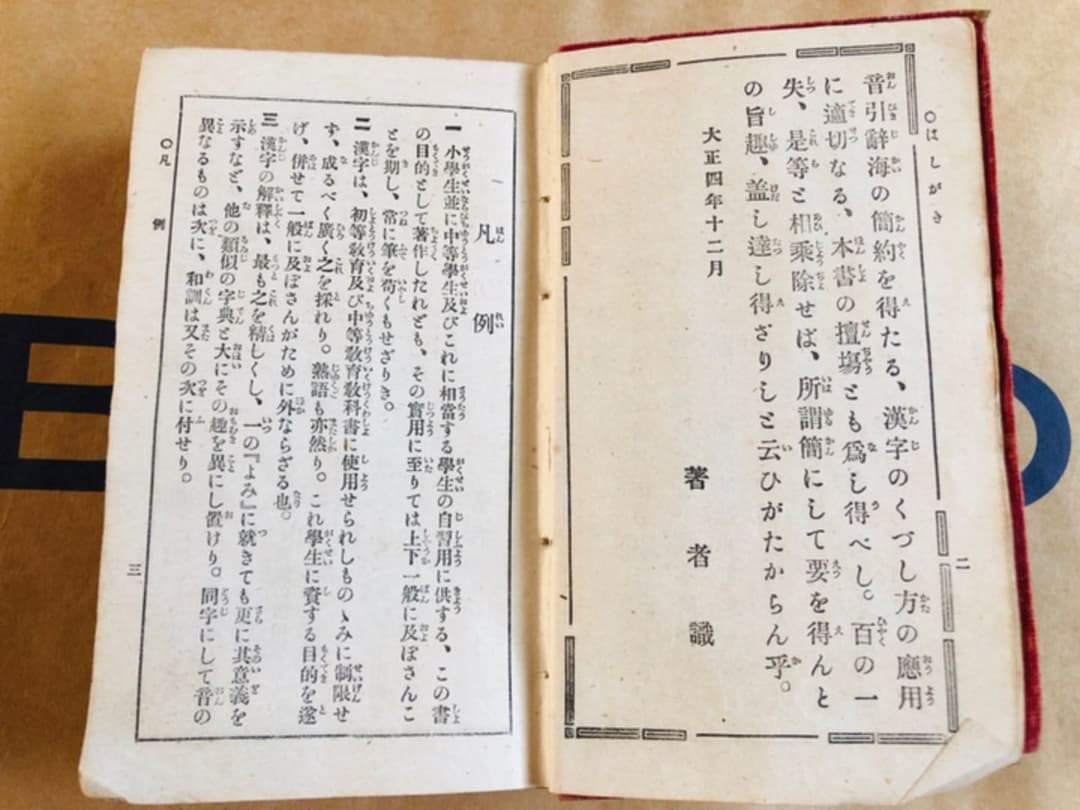 ○はしがき
音引辭海の簡約を得たる、漢字のくづし方の應用
に適切なる、本書の擅場とも爲し得べし。百の一
失、是等と相乘除せば、所謂簡にして要を得んと
の旨趣、蓋し達し得ざりしと云ひがたからん乎。
大正四年十二月
著者識
二
凡例
一 小學生並に中等學生及びこれに相當する學生の自習用に供する、この書
の目的として著作したれども、その實用に至りては上下一般に及ぼさんこ
とを期し、常に筆を苟くもせざりき。
二 漢字は、初等敎育及び中等敎育敎科書に使用せられしものゝみに制限せ
ず、成るべく廣く之を採れり。熟語も亦然り。これ學生に資する目的を遂
げ、併せて一般に及ぼさんがために外ならざる也。
三 漢字の解釋は、最も之を精しくし、一の『よみ』に就きても更に其意義を
示すなど、他の類似の字典と大にその趣を異にし置けり。同字にして音の
異なるものは次に、和訓は又その次に付せり。
○凡例
三